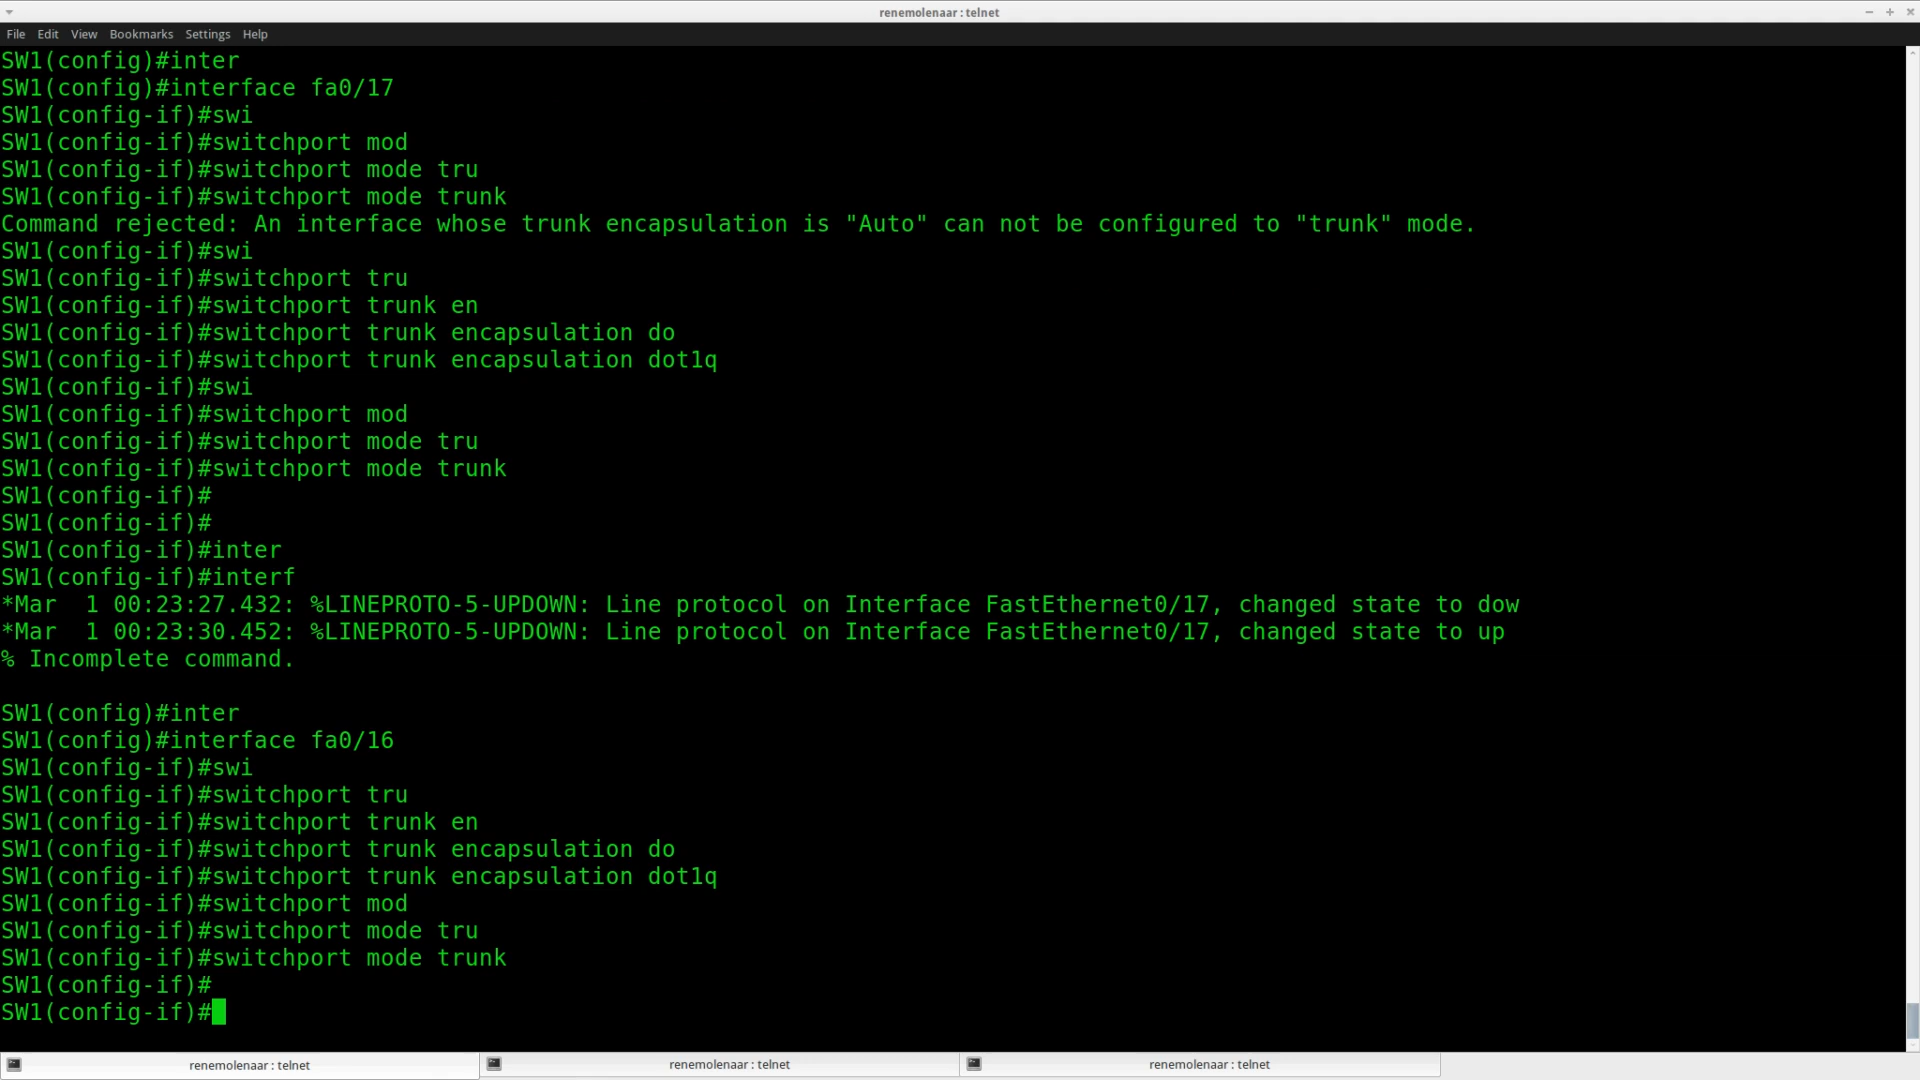 renemolenaar : telnet
File Edit View Bookmarks Settings Help
SW1(config)#inter
SW1(config)#interface fa0/17
SW1(config-if)#swi
SW1(config-if)#switchport mod
SW1(config-if)#switchport mode tru
SW1(config-if)#switchport mode trunk
Command rejected: An interface whose trunk encapsulation is "Auto" can not be configured to "trunk" mode.
SW1(config-if)#swi
SW1(config-if)#switchport tru
SW1(config-if)#switchport trunk en
SW1(config-if)#switchport trunk encapsulation do
SW1(config-if)#switchport trunk encapsulation dot1q
SW1(config-if)#swi
SW1(config-if)#switchport mod
SW1(config-if)#switchport mode tru
SW1(config-if)#switchport mode trunk
SW1(config-if)#
SW1(config-if)#
SW1(config-if)#inter
SW1(config-if)#interf
*Mar  1 00:23:27.432: %LINEPROTO-5-UPDOWN: Line protocol on Interface FastEthernet0/17, changed state to dow
*Mar  1 00:23:30.452: %LINEPROTO-5-UPDOWN: Line protocol on Interface FastEthernet0/17, changed state to up
% Incomplete command.
SW1(config)#inter
SW1(config)#interface fa0/16
SW1(config-if)#swi
SW1(config-if)#switchport tru
SW1(config-if)#switchport trunk en
SW1(config-if)#switchport trunk encapsulation do
SW1(config-if)#switchport trunk encapsulation dot1q
SW1(config-if)#switchport mod
SW1(config-if)#switchport mode tru
SW1(config-if)#switchport mode trunk
SW1(config-if)#
SW1(config-if)#
renemolenaar : telnet renemolenaar : telnet renemolenaar : telnet